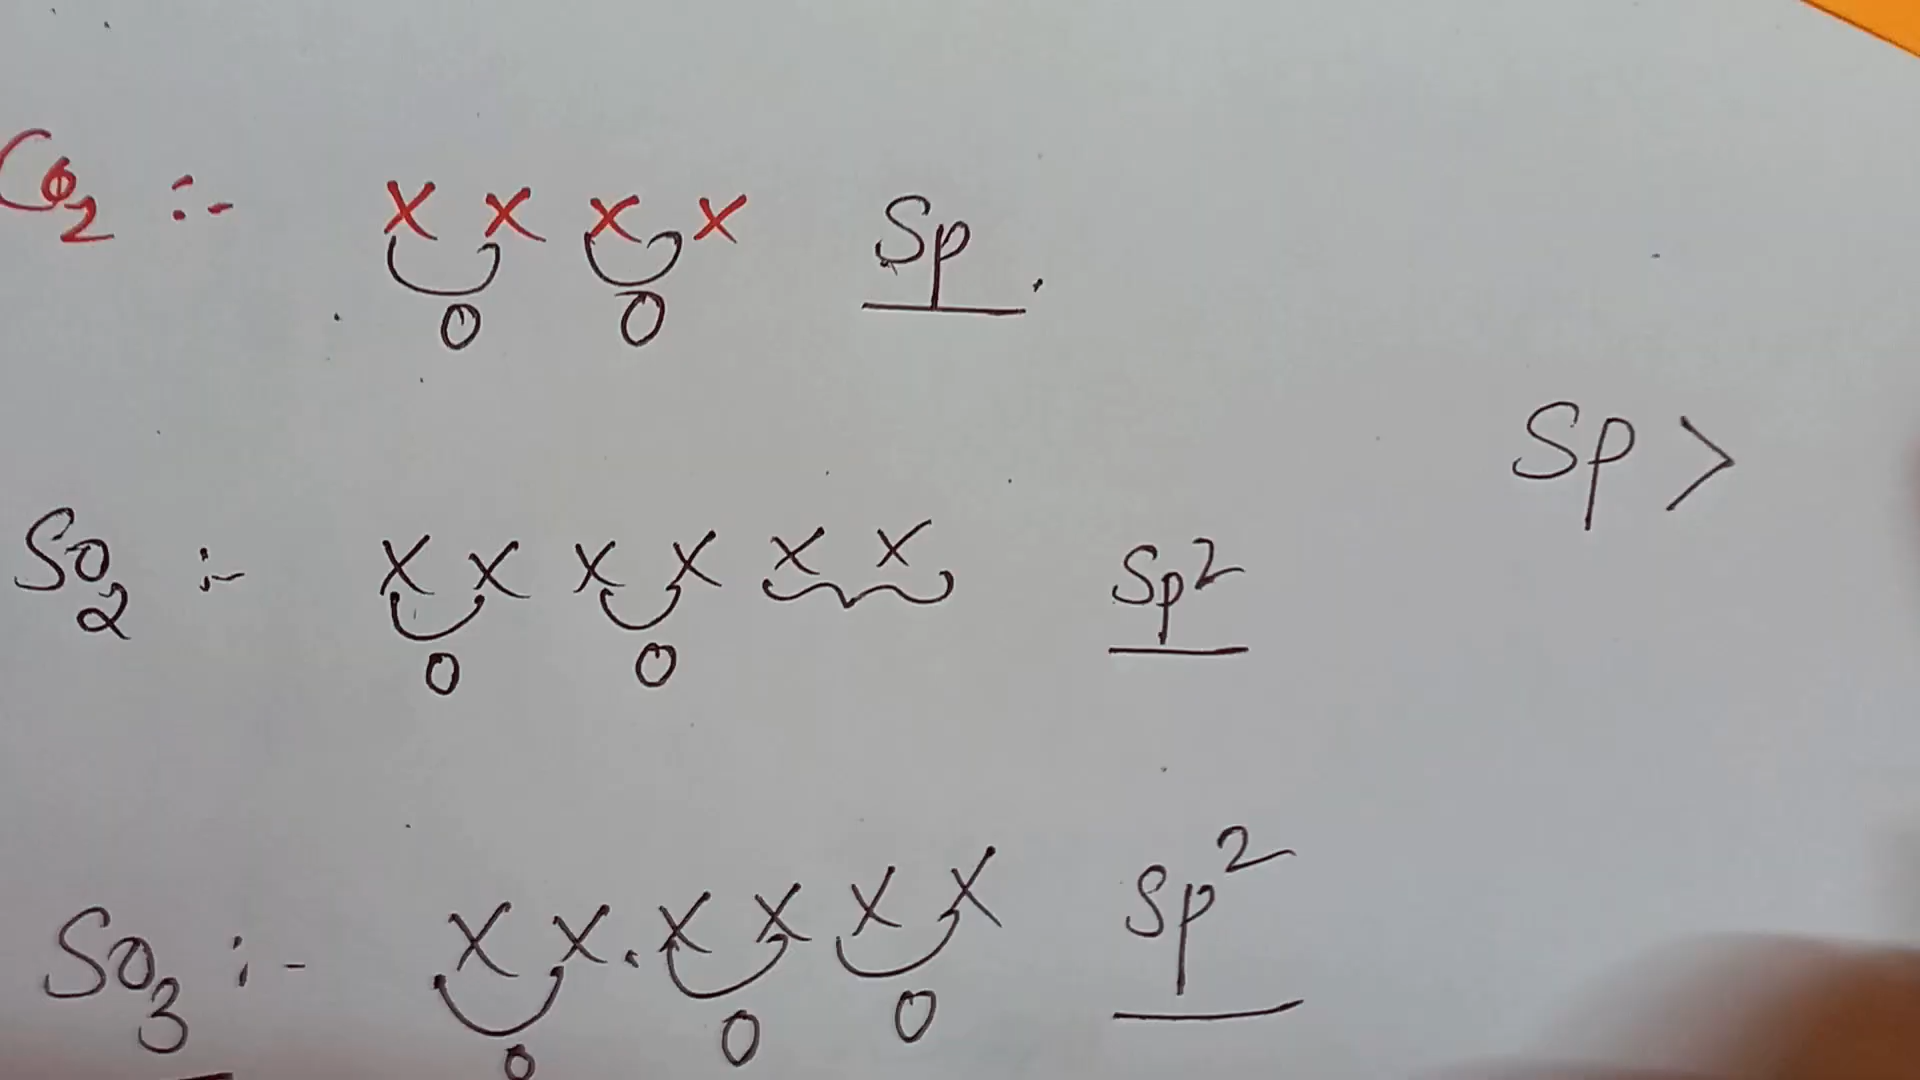 CO2 :- X X X X Sp
O O
Sp >
SO2 :- X X X X X X Sp2
O O
SO3 :- X X . X X X X Sp2
O O O